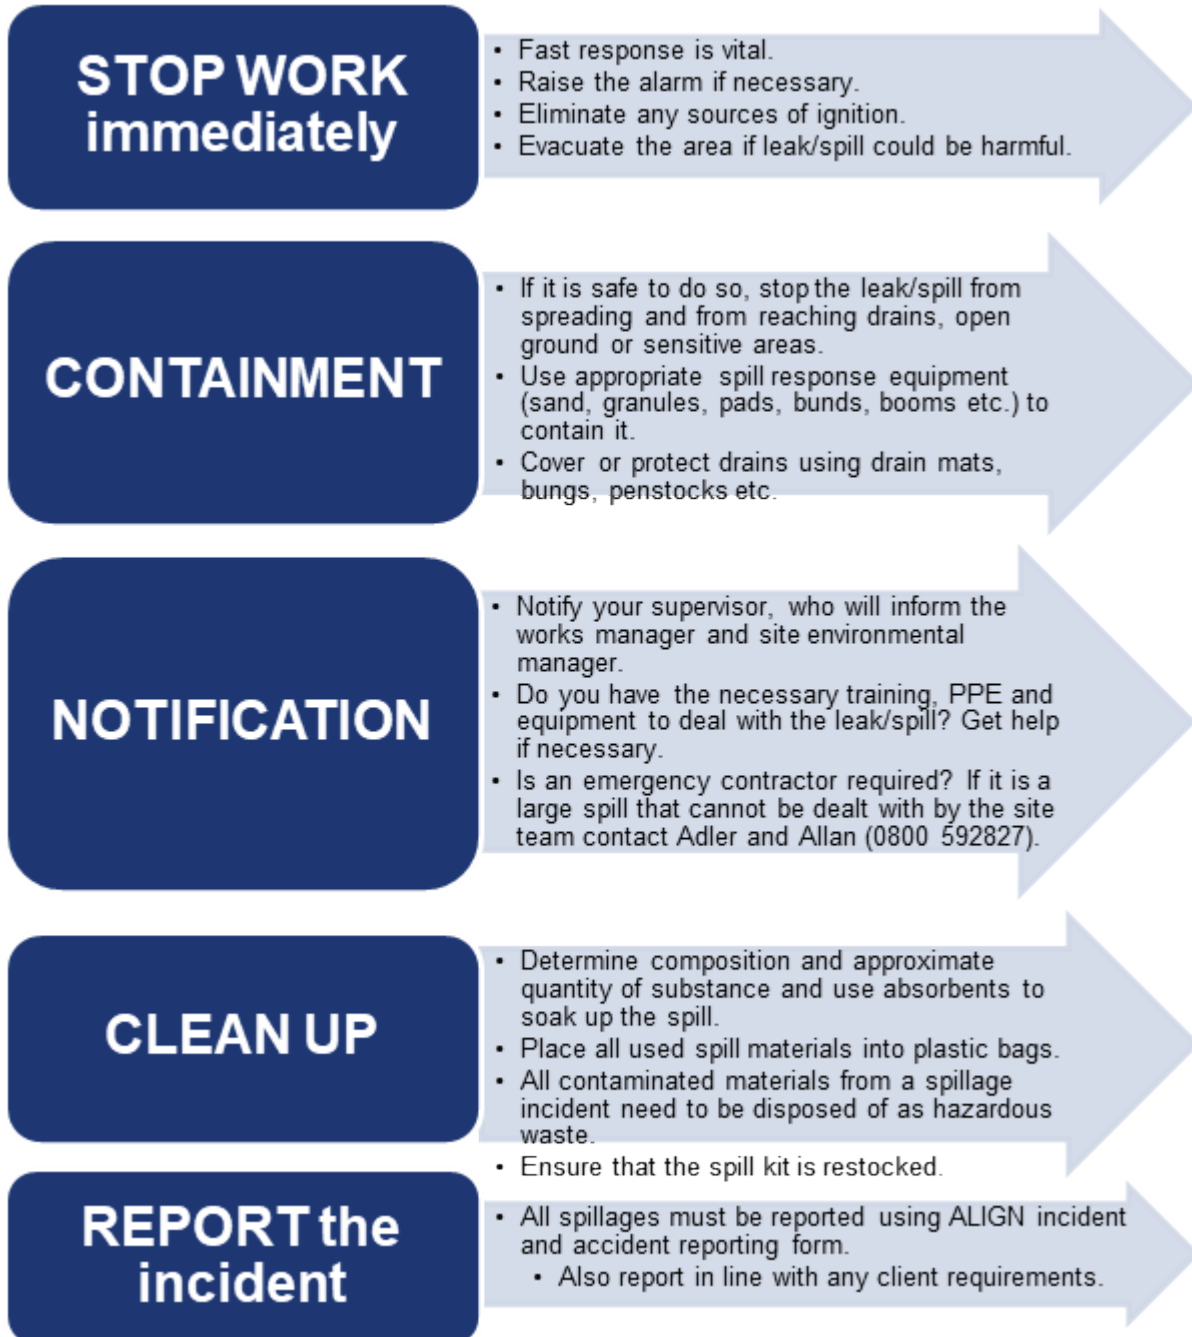 STOP WORK
immediately
• Fast response is vital.
• Raise the alarm if necessary.
• Eliminate any sources of ignition.
• Evacuate the area if leak/spill could be harmful.
CONTAINMENT
• If it is safe to do so, stop the leak/spill from
spreading and from reaching drains, open
ground or sensitive areas.
• Use appropriate spill response equipment
(sand, granules, pads, bunds, booms etc.) to
contain it.
• Cover or protect drains using drain mats,
bungs, penstocks etc.
NOTIFICATION
• Notify your supervisor, who will inform the
works manager and site environmental
manager.
• Do you have the necessary training, PPE and
equipment to deal with the leak/spill? Get help
if necessary.
• Is an emergency contractor required? If it is a
large spill that cannot be dealt with by the site
team contact Adler and Allan (0800 592827).
CLEAN UP
• Determine composition and approximate
quantity of substance and use absorbents to
soak up the spill.
• Place all used spill materials into plastic bags.
• All contaminated materials from a spillage
incident need to be disposed of as hazardous
waste.
• Ensure that the spill kit is restocked.
REPORT the
incident
• All spillages must be reported using ALIGN incident
and accident reporting form.
• Also report in line with any client requirements.